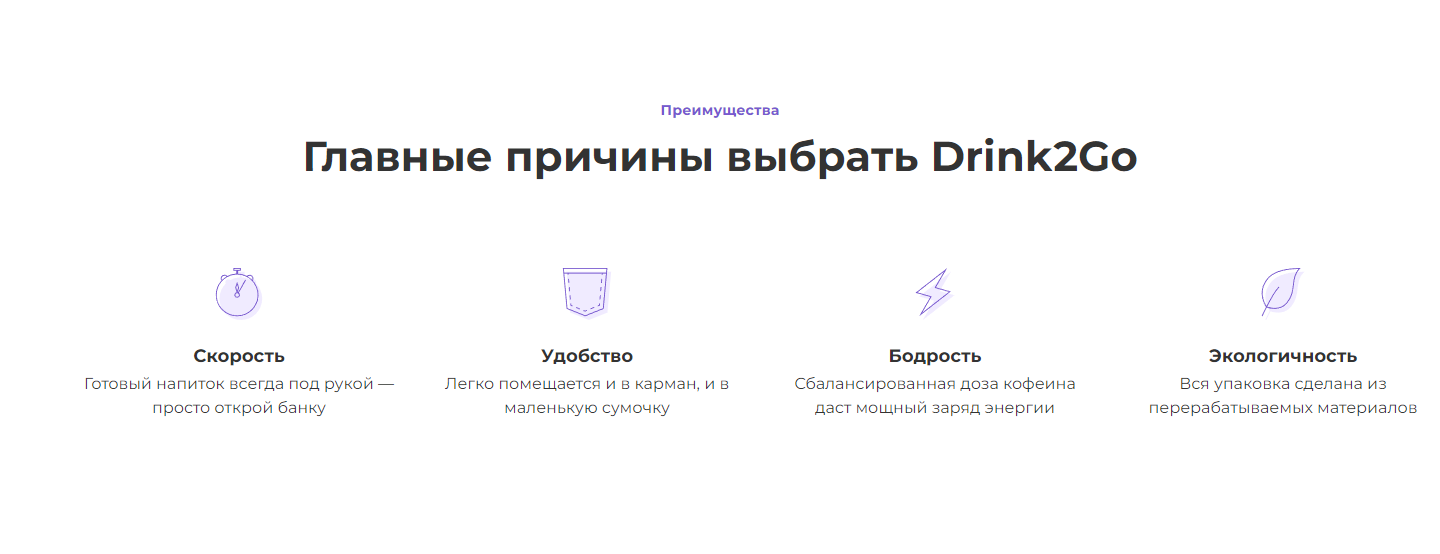 Преимущества
Главные причины выбрать Drink2Go
Скорость
Готовый напиток всегда под рукой —
просто открой банку
Удобство
Легко помещается и в карман, и в
маленькую сумочку
Бодрость
Сбалансированная доза кофеина
даст мощный заряд энергии
Экологичность
Вся упаковка сделана из
перерабатываемых материалов